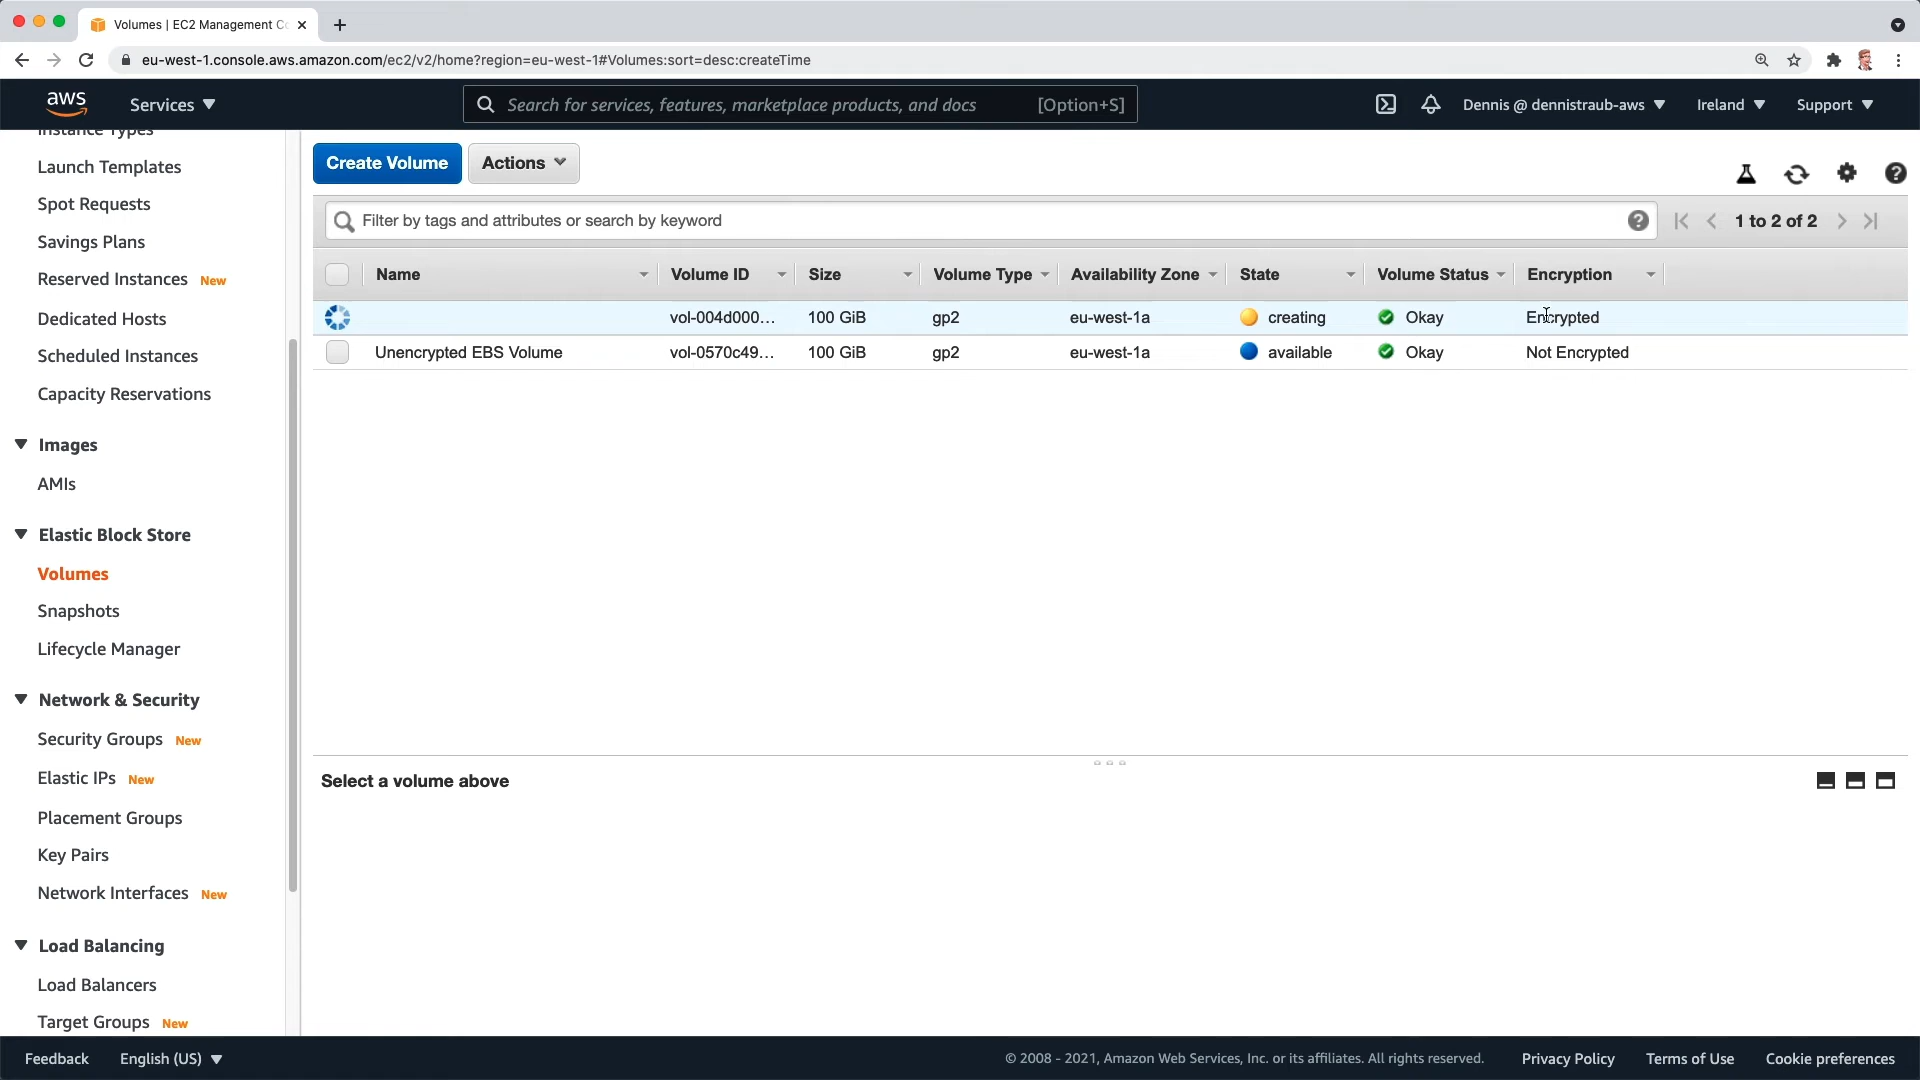 Volumes | EC2 Management Co
eu-west-1.console.aws.amazon.com/ec2/v2/home?region=eu-west-1#Volumes:sort=desc:createTime
aws
Services
Search for services, features, marketplace products, and docs [Option+S]
Dennis @ dennistraub-aws
Ireland
Support
Instance Types
Launch Templates
Spot Requests
Savings Plans
Reserved Instances New
Dedicated Hosts
Scheduled Instances
Capacity Reservations
Images
AMIs
Elastic Block Store
Volumes
Snapshots
Lifecycle Manager
Network & Security
Security Groups New
Elastic IPs New
Placement Groups
Key Pairs
Network Interfaces New
Load Balancing
Load Balancers
Target Groups New
Create Volume
Actions
Filter by tags and attributes or search by keyword
1 to 2 of 2
Name Volume ID Size Volume Type Availability Zone State Volume Status Encryption
vol-004d000... 100 GiB gp2 eu-west-1a creating Okay Encrypted
Unencrypted EBS Volume vol-0570c49... 100 GiB gp2 eu-west-1a available Okay Not Encrypted
Select a volume above
Feedback
English (US)
© 2008 - 2021, Amazon Web Services, Inc. or its affiliates. All rights reserved.
Privacy Policy
Terms of Use
Cookie preferences